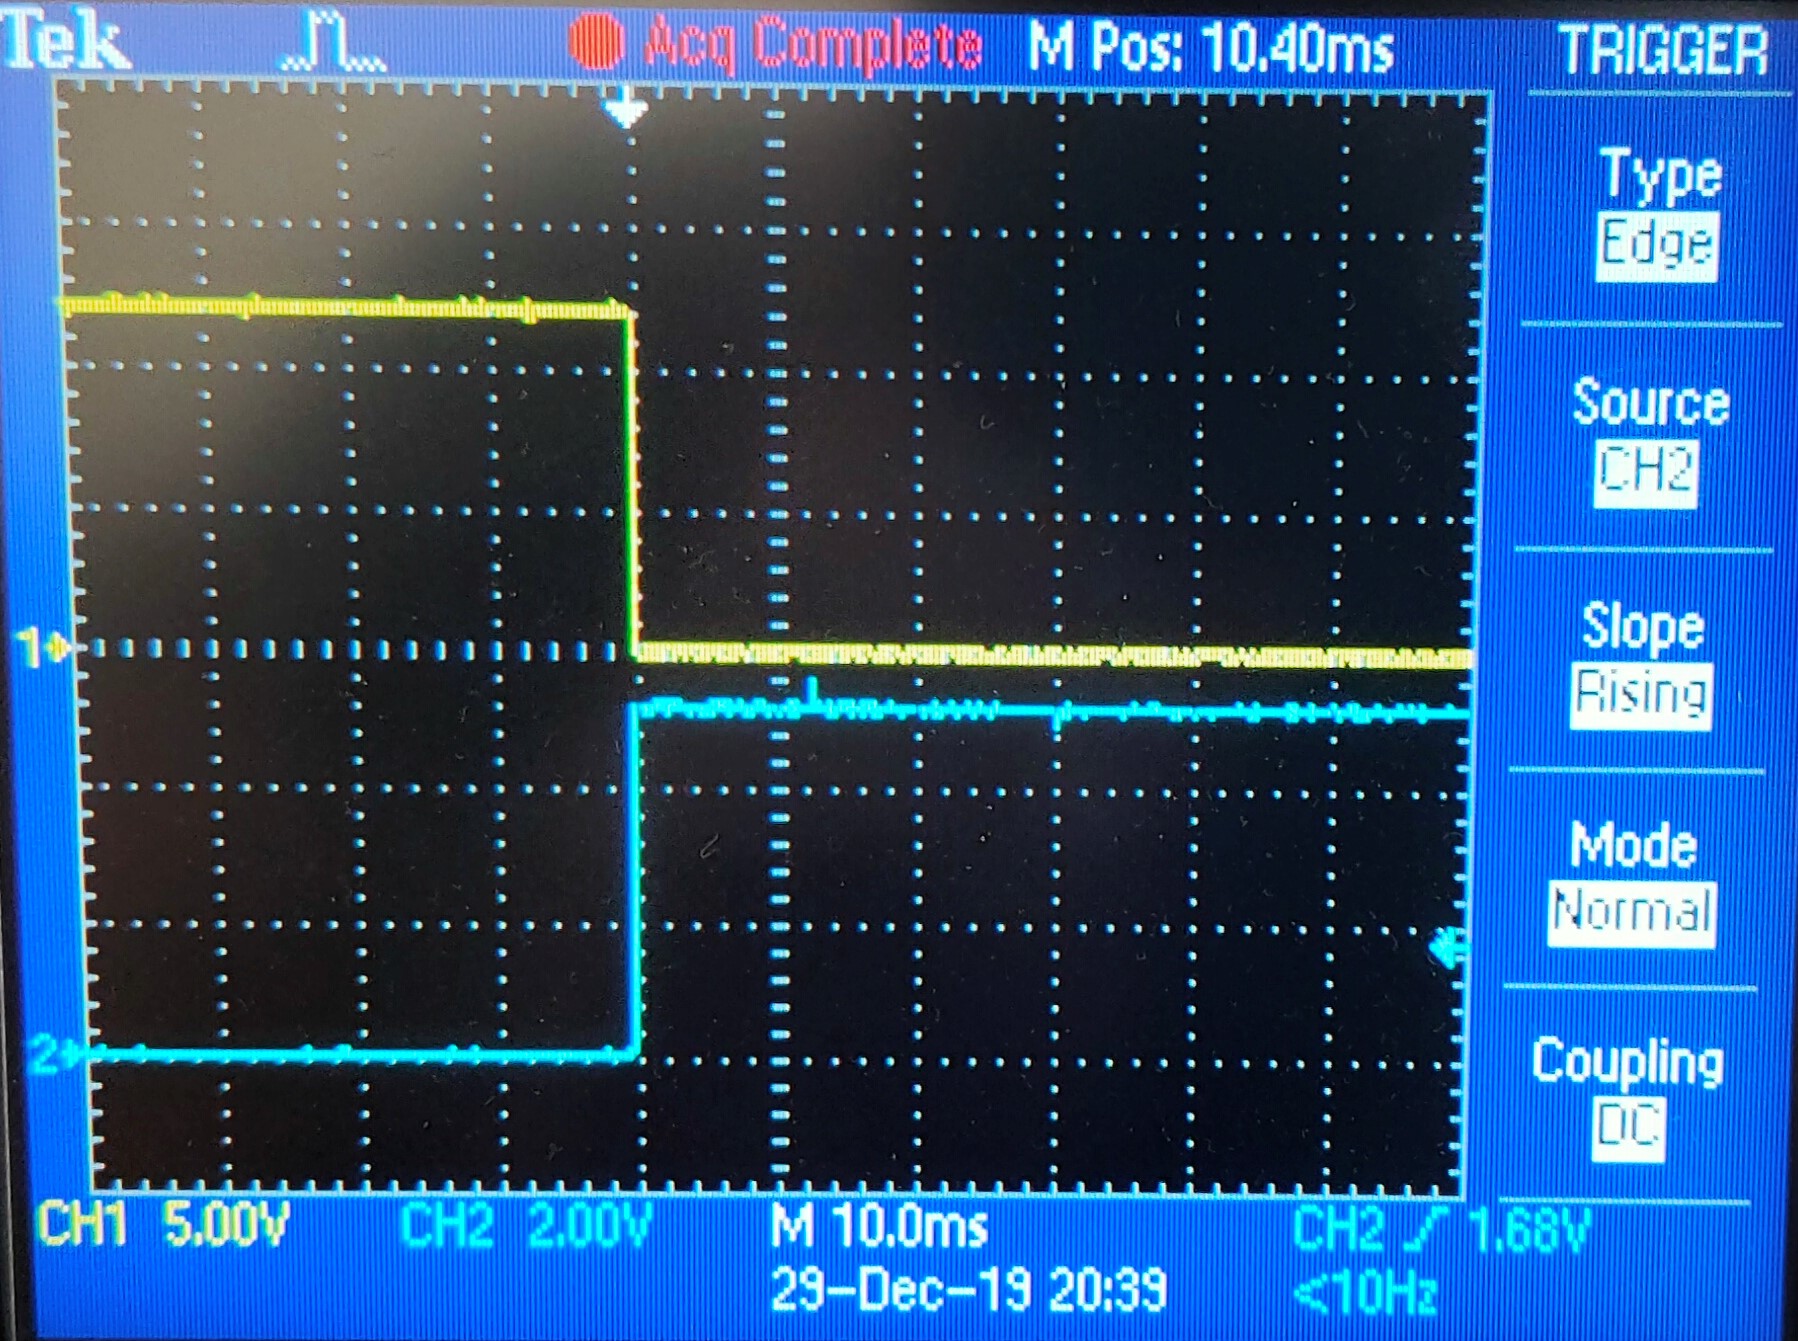 Tek Acq Complete M Pos: 10.40ms TRIGGER
Type
Edge
Source
CH2
Slope
Rising
Mode
Normal
Coupling
DC
1
2
CH1 5.00V CH2 2.00V M 10.0ms CH2 1.68V
29-Dec-19 20:39 <10Hz